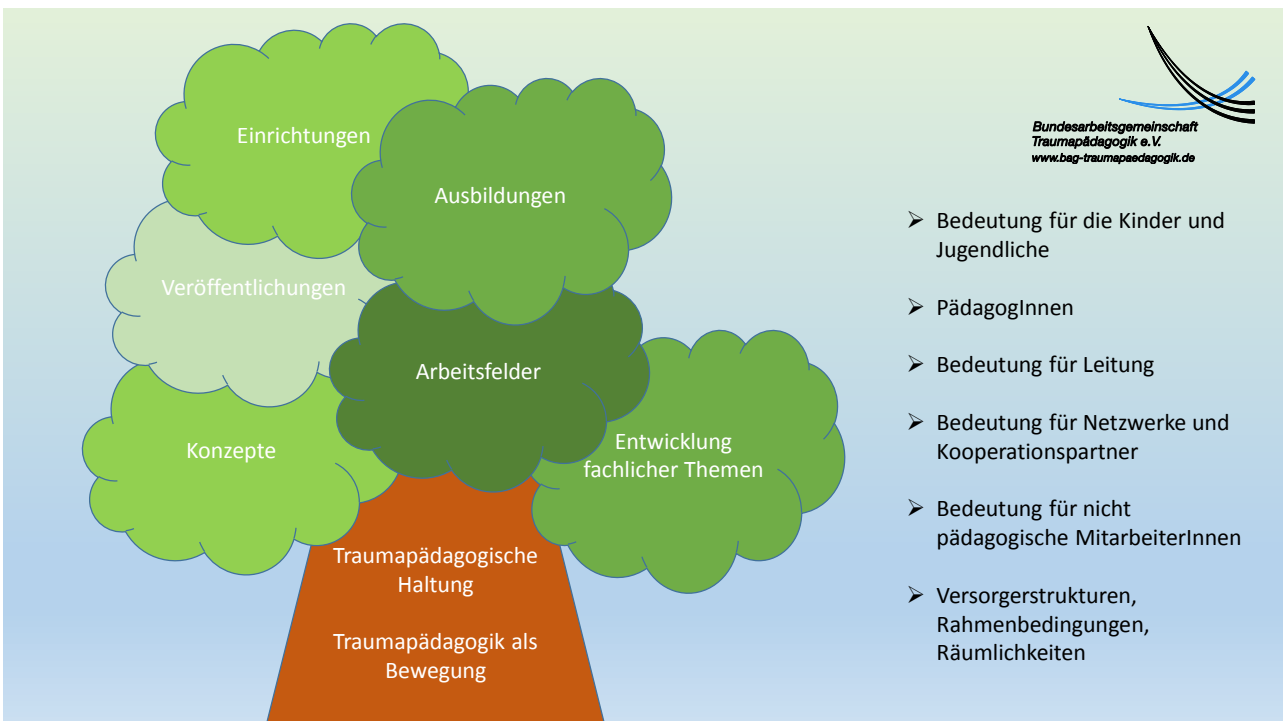 Einrichtungen
Ausbildungen
Veröffentlichungen
Arbeitsfelder
Konzepte
Entwicklung
fachlicher Themen
Traumapädagogische
Haltung
Traumapädagogik als
Bewegung
Bundesarbeitsgemeinschaft
Traumapädagogik e.V.
www.bag-traumapaedagogik.de
➢ Bedeutung für die Kinder und
Jugendliche
➢ PädagogInnen
➢ Bedeutung für Leitung
➢ Bedeutung für Netzwerke und
Kooperationspartner
➢ Bedeutung für nicht
pädagogische MitarbeiterInnen
➢ Versorgerstrukturen,
Rahmenbedingungen,
Räumlichkeiten